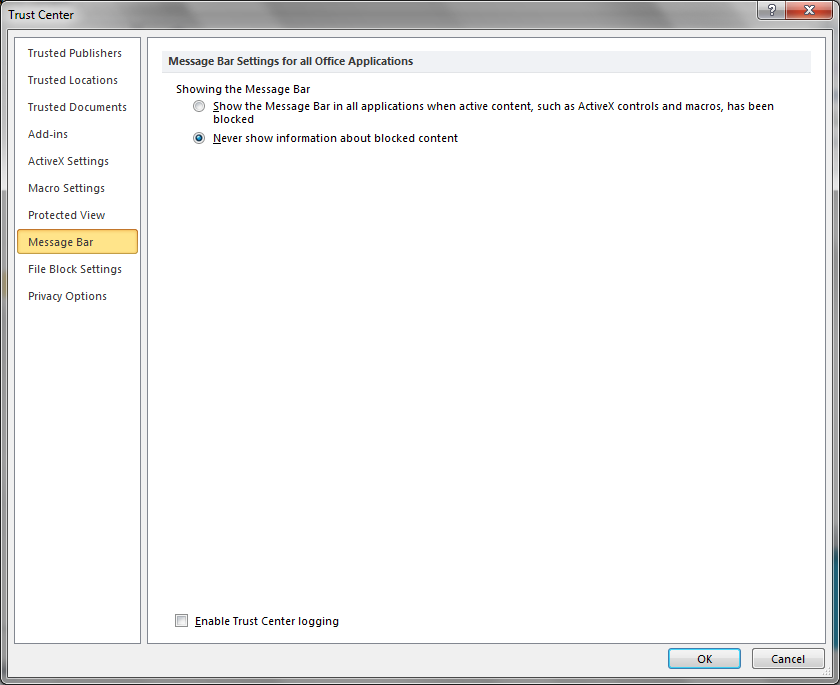 Trust Center
?
Trusted Publishers
Trusted Locations
Trusted Documents
Add-ins
ActiveX Settings
Macro Settings
Protected View
Message Bar
File Block Settings
Privacy Options
Message Bar Settings for all Office Applications
Showing the Message Bar
Show the Message Bar in all applications when active content, such as ActiveX controls and macros, has been
blocked
Never show information about blocked content
Enable Trust Center logging
OK
Cancel